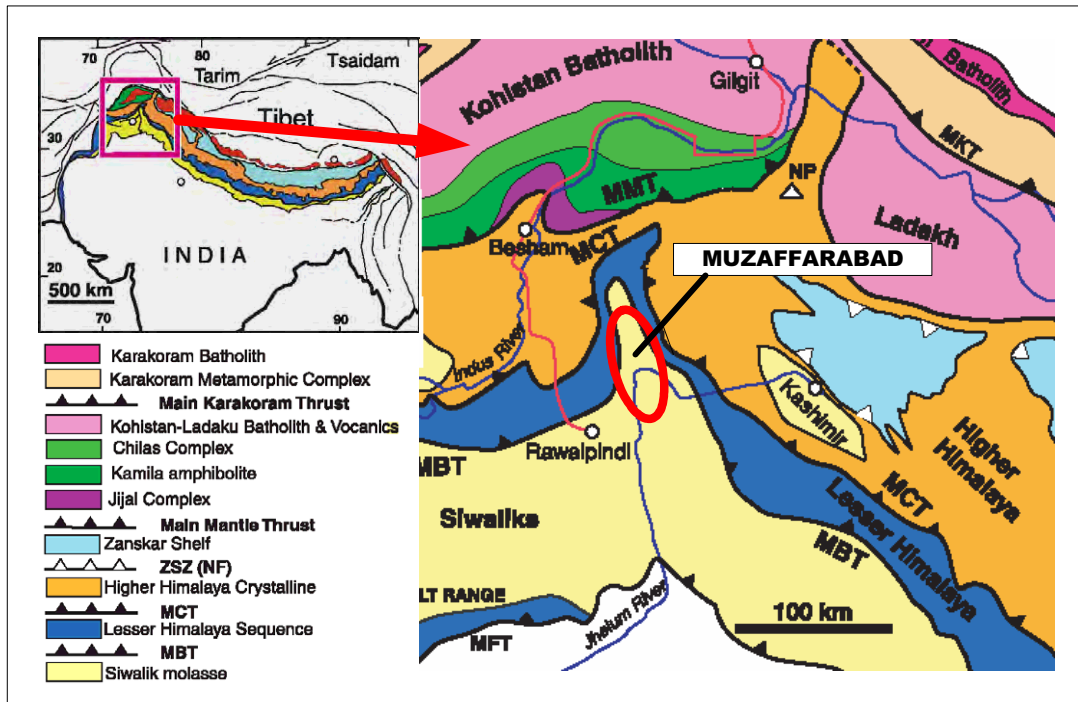 70
80
Tarim
Tsaidam
Tibet
30
INDIA
20
500 km
70
90
Karakoram Batholith
Karakoram Metamorphic Complex
Main Karakoram Thrust
Kohistan-Ladaku Batholith & Vocanics
Chilas Complex
Kamila amphibolite
Jijal Complex
Main Mantle Thrust
Zanskar Shelf
ZSZ (NF)
Higher Himalaya Crystalline
MCT
Lesser Himalaya Sequence
MBT
Siwalik molasse
Kohistan Batholith
Gilgit
Batholith
MKT
NP
MMT
Ladakh
Besham
MCT
MUZAFFARABAD
Indus River
Kashimir
Rawalpindi
MBT
Higher
Himalaya
MCT
Lesser Himalaya
MBT
Siwaliks
LT RANGE
100 km
Jhelum River
MFT